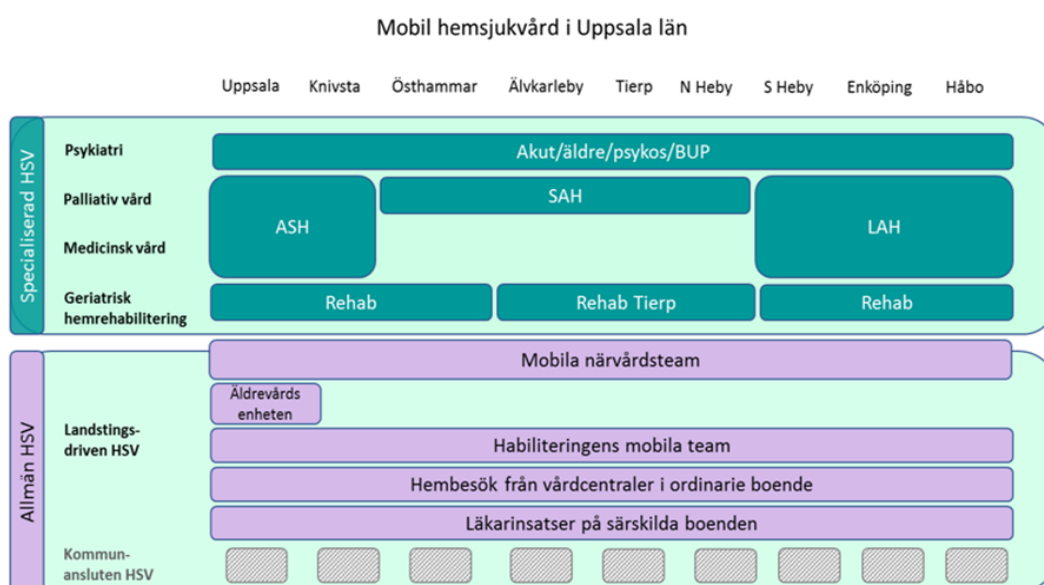 Mobil hemsjukvård i Uppsala län
Uppsala Knivsta Östhammar Älvkarleby Tierp N Heby S Heby Enköping Håbo
Specialiserad HSV
Psykiatri
Akut/äldre/psykos/BUP
Palliativ vård
SAH
ASH
LAH
Medicinsk vård
Geriatrisk
hemrehabilitering
Rehab
Rehab Tierp
Rehab
Allmän HSV
Mobila närvårdsteam
Äldrevårds
enheten
Landstings-
driven HSV
Habiliteringens mobila team
Hembesök från vårdcentraler i ordinarie boende
Läkarinsatser på särskilda boenden
Kommun-
ansluten HSV